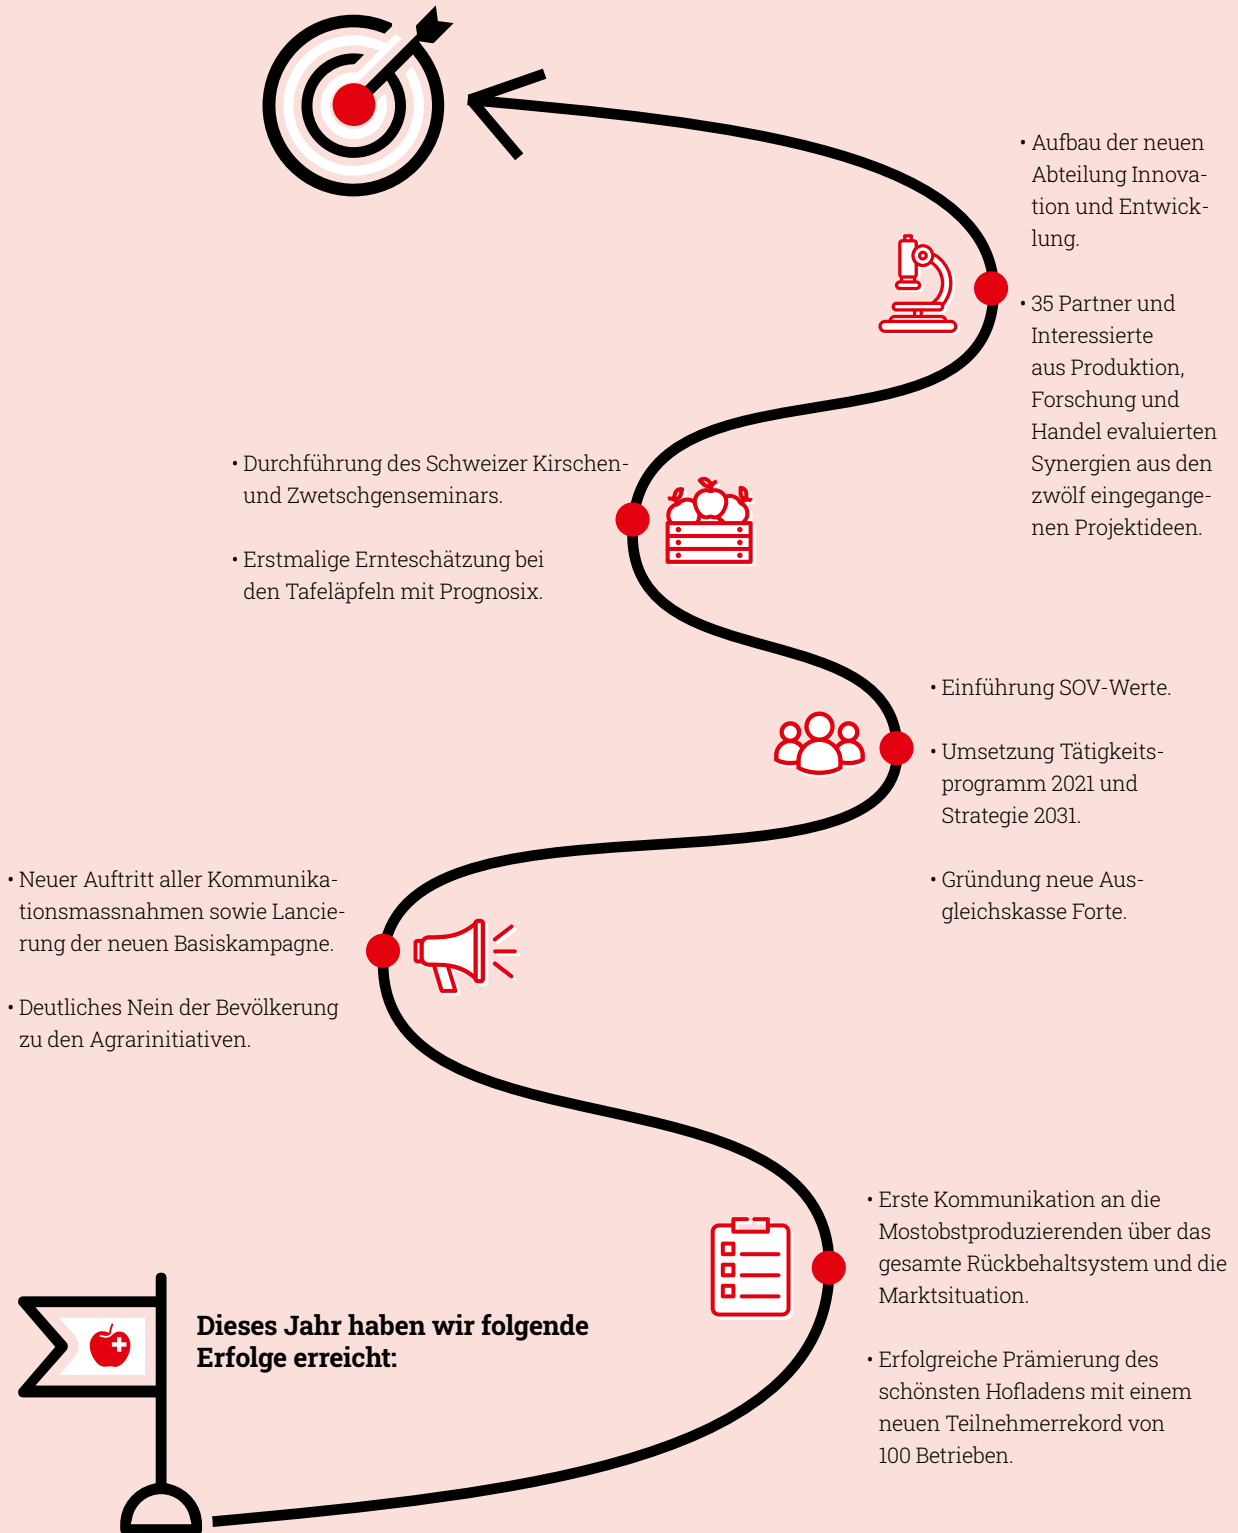 • Aufbau der neuen
Abteilung Innova-
tion und Entwick-
lung.
• 35 Partner und
Interessierte
aus Produktion,
Forschung und
Handel evaluierten
Synergien aus den
zwölf eingegange-
nen Projektideen.
• Durchführung des Schweizer Kirschen-
und Zwetschgenseminars.
• Erstmalige Ernteschätzung bei
den Tafeläpfeln mit Prognosix.
• Einführung SOV-Werte.
• Umsetzung Tätigkeits-
programm 2021 und
Strategie 2031.
• Gründung neue Aus-
gleichskasse Forte.
• Neuer Auftritt aller Kommunika-
tionsmassnahmen sowie Lancie-
rung der neuen Basiskampagne.
• Deutliches Nein der Bevölkerung
zu den Agrarinitiativen.
• Erste Kommunikation an die
Mostobstproduzierenden über das
gesamte Rückbehaltsystem und die
Marktsituation.
• Erfolgreiche Prämierung des
schönsten Hofladens mit einem
neuen Teilnehmerrekord von
100 Betrieben.
Dieses Jahr haben wir folgende
Erfolge erreicht: